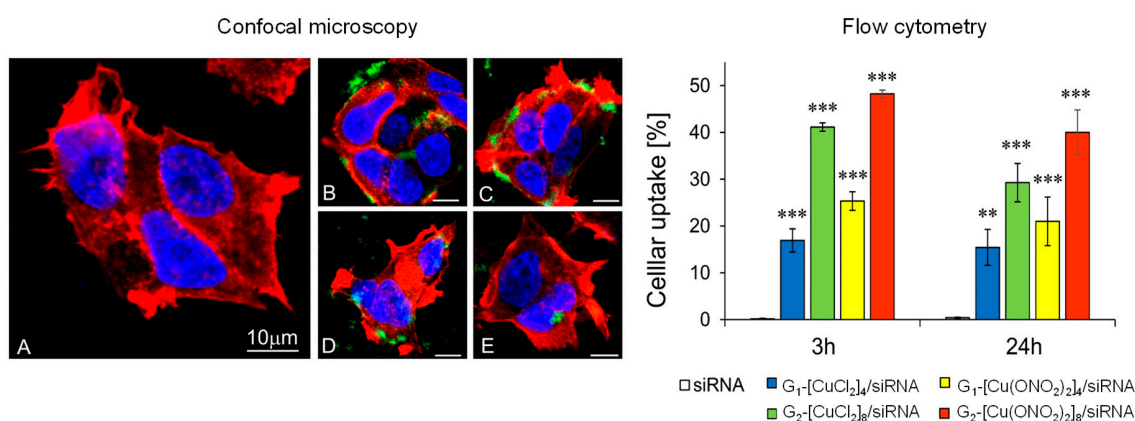 Confocal microscopy
Flow cytometry
A
10μm
B
C
D
E
Celllar uptake [%]
50
40
30
20
10
0
***
***
***
***
**
***
***
***
3h
24h
siRNA
G₁-[CuCl₂]₄/siRNA
G₁-[Cu(ONO₂)₂]₄/siRNA
G₂-[CuCl₂]₈/siRNA
G₂-[Cu(ONO₂)₂]₈/siRNA